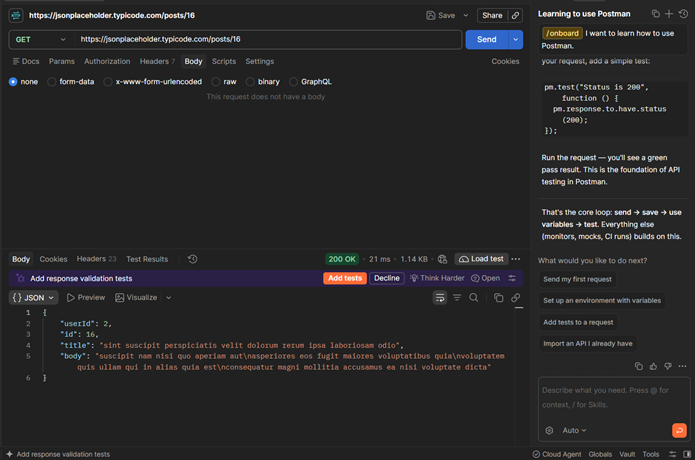 https://jsonplaceholder.typicode.com/posts/16
Save
Share
GET
https://jsonplaceholder.typicode.com/posts/16
Send
Docs
Params
Authorization
Headers 7
Body
Scripts
Settings
Cookies
none
form-data
x-www-form-urlencoded
raw
binary
GraphQL
This request does not have a body
Body
Cookies
Headers 23
Test Results
200 OK
21 ms
1.14 KB
Load test
Add response validation tests
Add tests
Decline
Think Harder
Open
{} JSON
Preview
Visualize
1 {
2 "userId": 2,
3 "id": 16,
4 "title": "sint suscipit perspiciatis velit dolorum rerum ipsa laboriosam odio",
5 "body": "suscipit nam nisi quo aperiam aut\nasperiores eos fugit maiores voluptatibus quia\nvoluptatem
quis ullam qui in alias quia est\nconsequatur magni mollitia accusamus ea nisi voluptate dicta"
6 }
Add response validation tests
Learning to use Postman
/onboard I want to learn how to use
Postman.
your request, add a simple test:
pm.test("Status is 200",
function () {
pm.response.to.have.status
(200);
});
Run the request — you'll see a green
pass result. This is the foundation of API
testing in Postman.
That's the core loop: send → save → use
variables → test. Everything else
(monitors, mocks, CI runs) builds on this.
What would you like to do next?
Send my first request
Set up an environment with variables
Add tests to a request
Import an API I already have
Describe what you need. Press @ for
context, / for Skills.
Auto
Cloud Agent
Globals
Vault
Tools